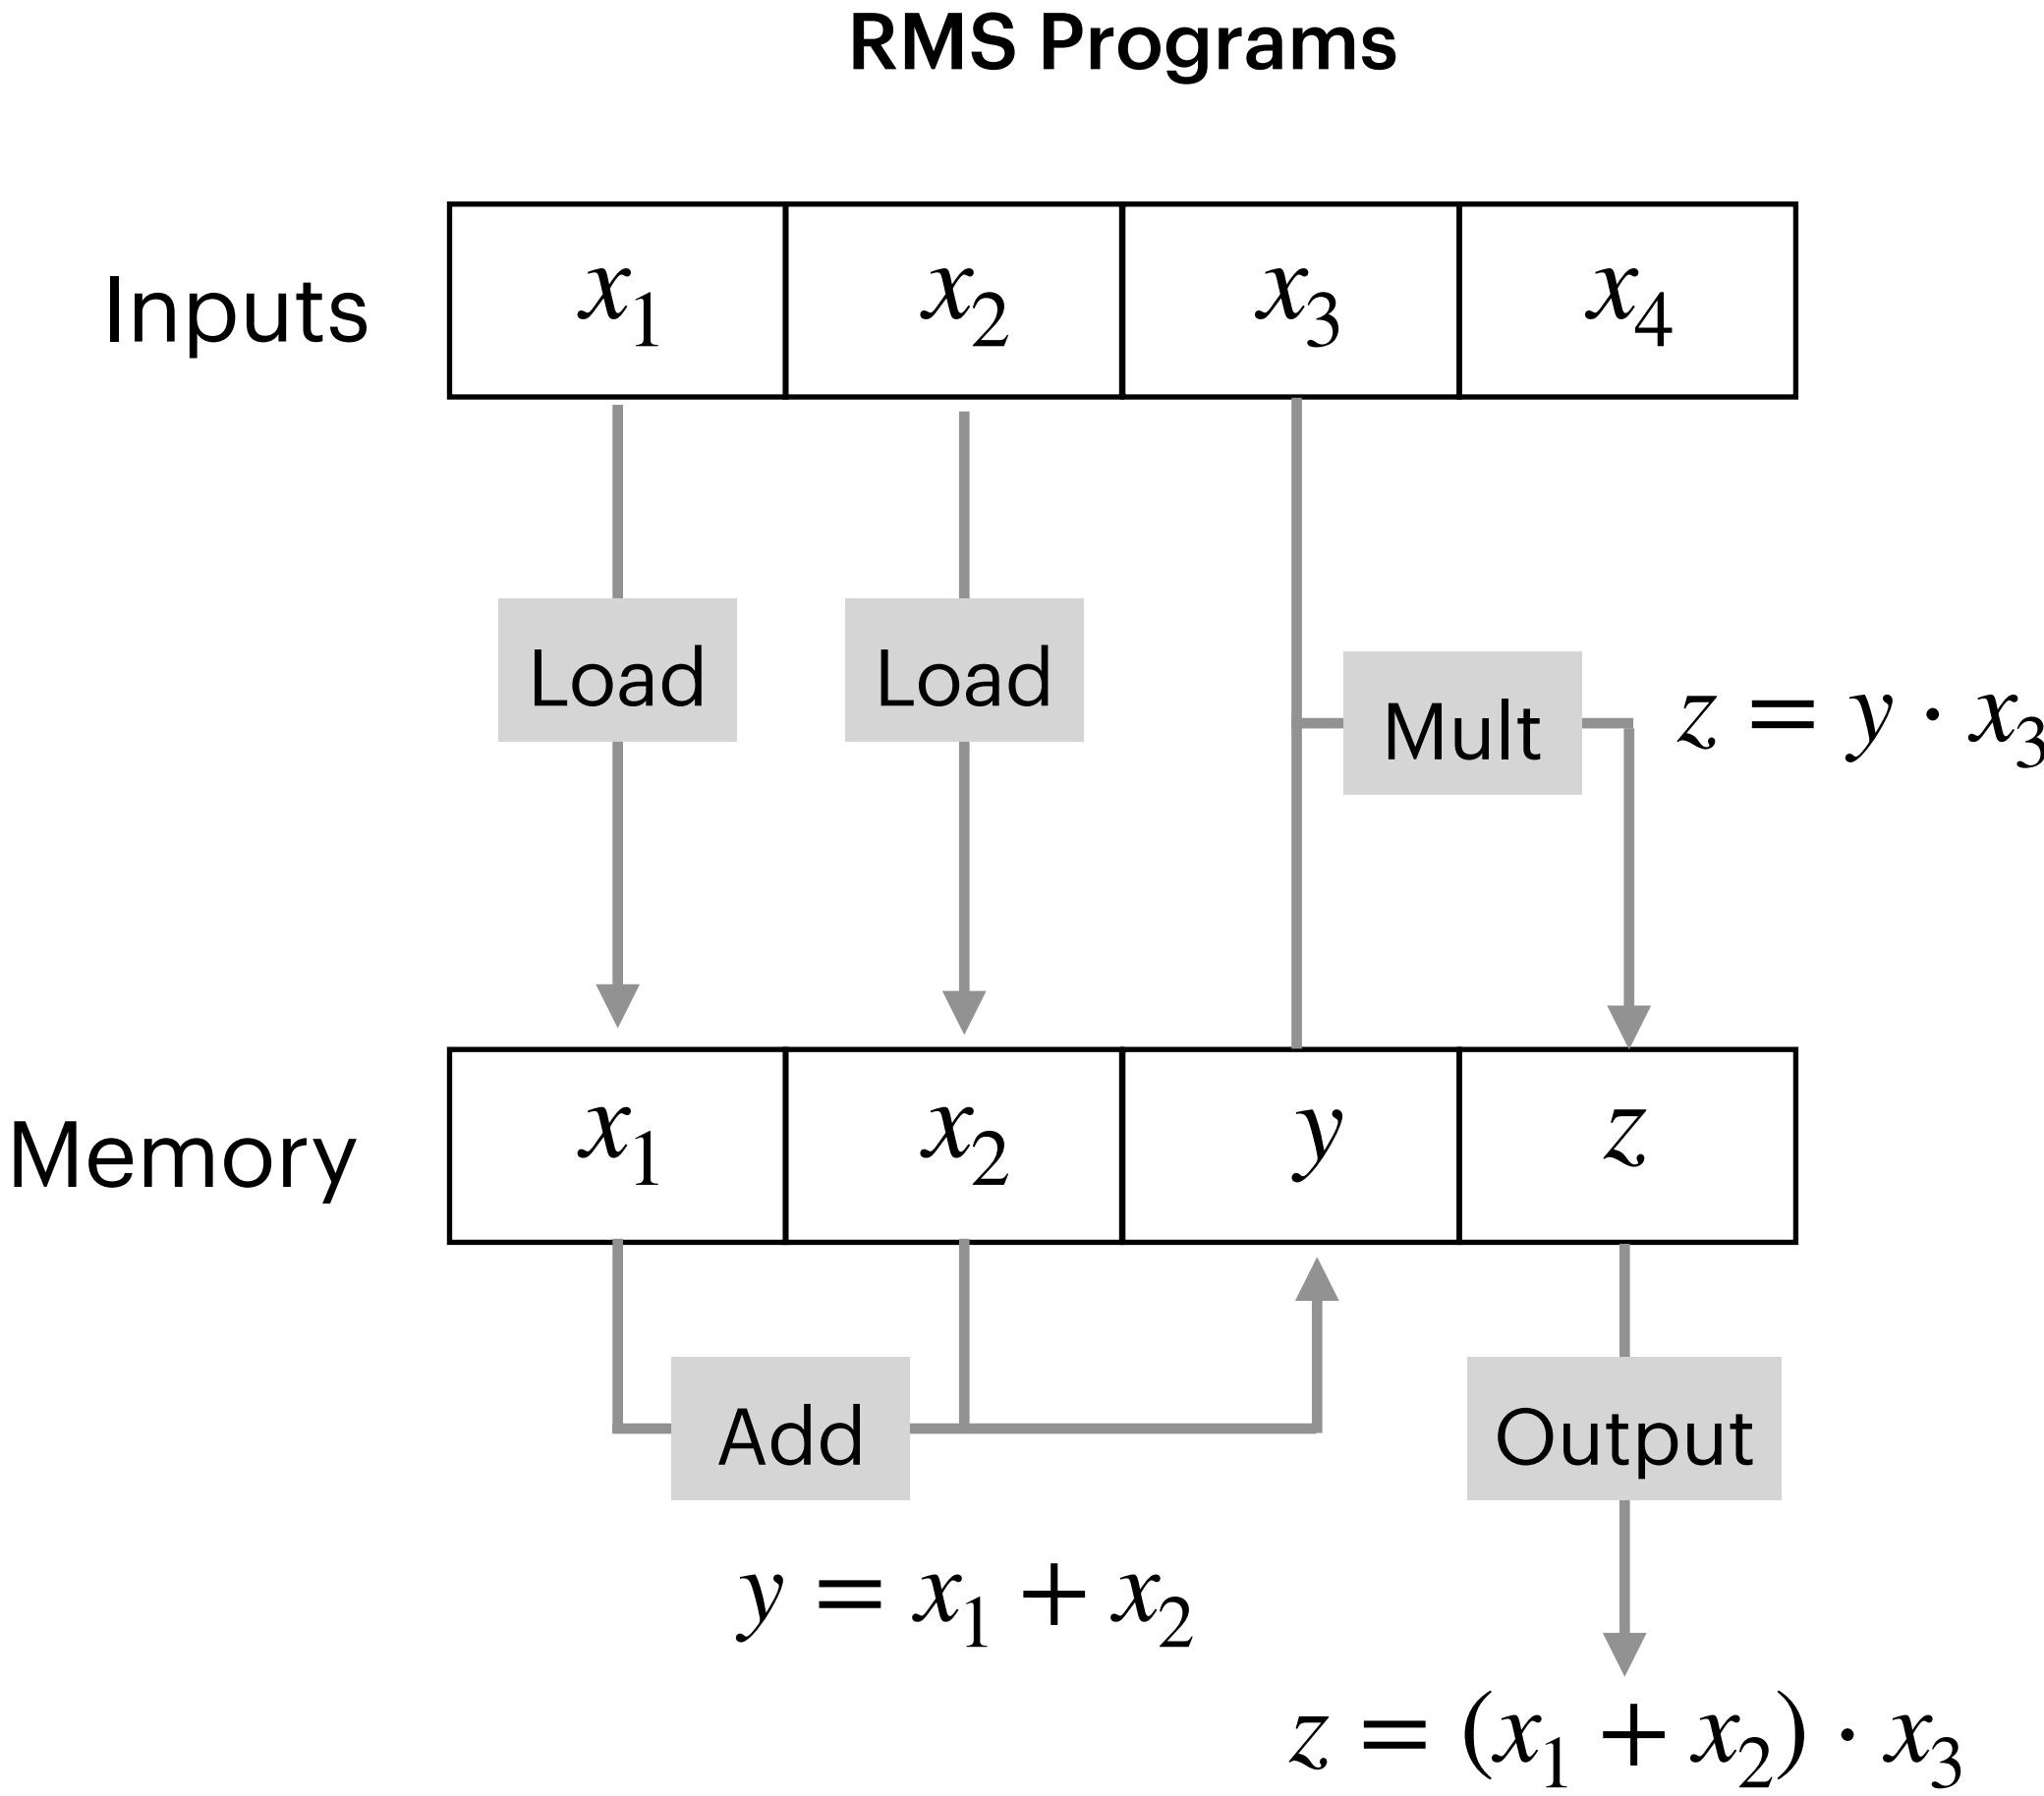 RMS Programs
Inputs x₁ x₂ x₃ x₄
Load Load
Mult z = y · x₃
Memory x₁ x₂ y z
Add Output
y = x₁ + x₂
z = (x₁ + x₂) · x₃